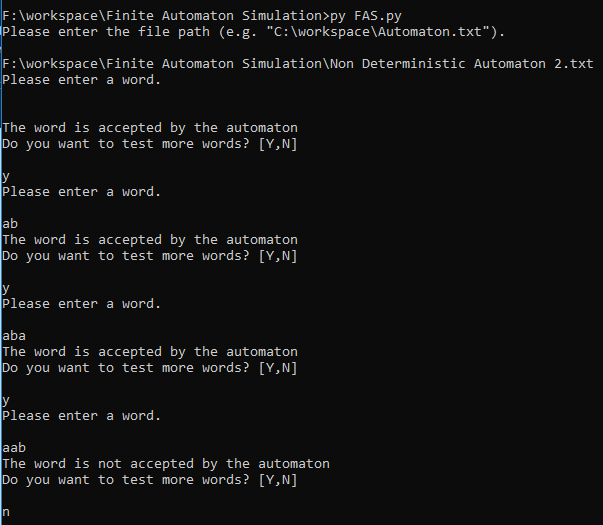 F:\workspace\Finite Automaton Simulation>py FAS.py
Please enter the file path (e.g. "C:\workspace\Automaton.txt").
F:\workspace\Finite Automaton Simulation\Non Deterministic Automaton 2.txt
Please enter a word.
The word is accepted by the automaton
Do you want to test more words? [Y,N]
y
Please enter a word.
ab
The word is accepted by the automaton
Do you want to test more words? [Y,N]
y
Please enter a word.
aba
The word is accepted by the automaton
Do you want to test more words? [Y,N]
y
Please enter a word.
aab
The word is not accepted by the automaton
Do you want to test more words? [Y,N]
n